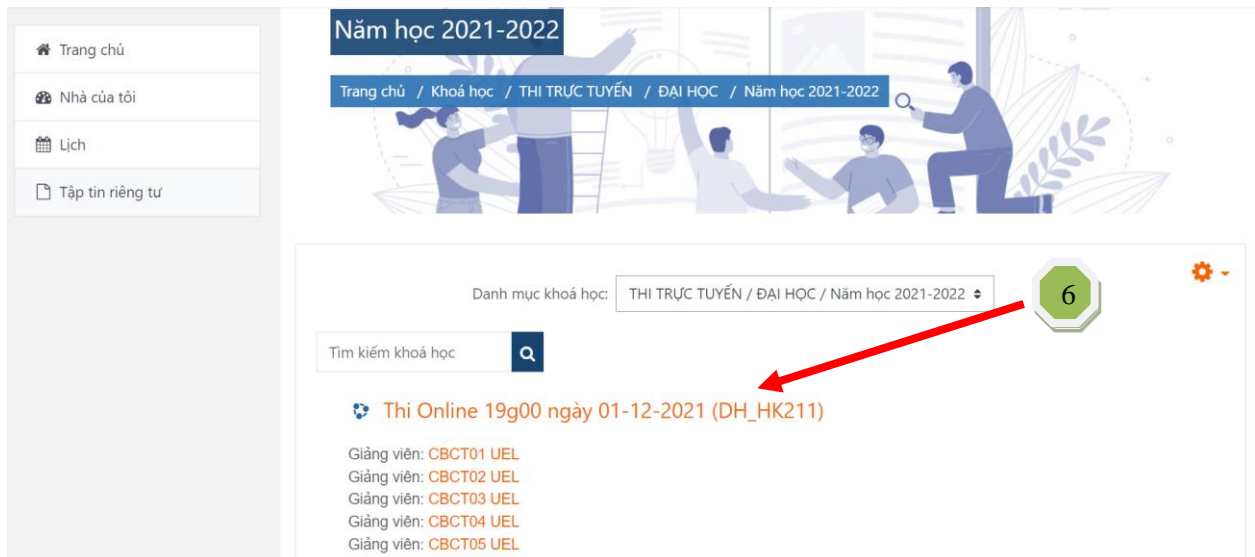 Năm học 2021-2022
Trang chủ
Trang chủ / Khoá học / THI TRỰC TUYẾN / ĐẠI HỌC / Năm học 2021-2022
Nhà của tôi
Lịch
Tập tin riêng tư
Danh mục khoá học: THI TRỰC TUYẾN / ĐẠI HỌC / Năm học 2021-2022
6
Tìm kiếm khoá học
Thi Online 19g00 ngày 01-12-2021 (DH_HK211)
Giảng viên: CBCT01 UEL
Giảng viên: CBCT02 UEL
Giảng viên: CBCT03 UEL
Giảng viên: CBCT04 UEL
Giảng viên: CBCT05 UEL